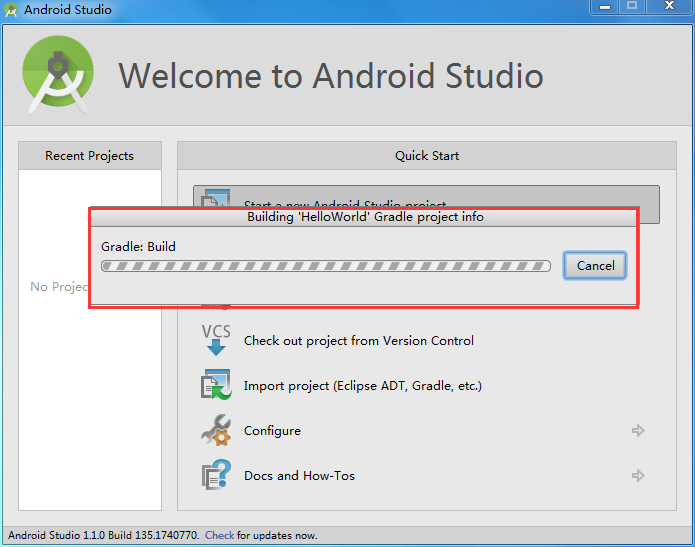 Android Studio
Welcome to Android Studio
Recent Projects
Quick Start
Start a new Android Studio project
Building 'HelloWorld' Gradle project info
Gradle: Build
Cancel
No Projec
VCS
Check out project from Version Control
Import project (Eclipse ADT, Gradle, etc.)
Configure
Docs and How-Tos
Android Studio 1.1.0 Build 135.1740770. Check for updates now.